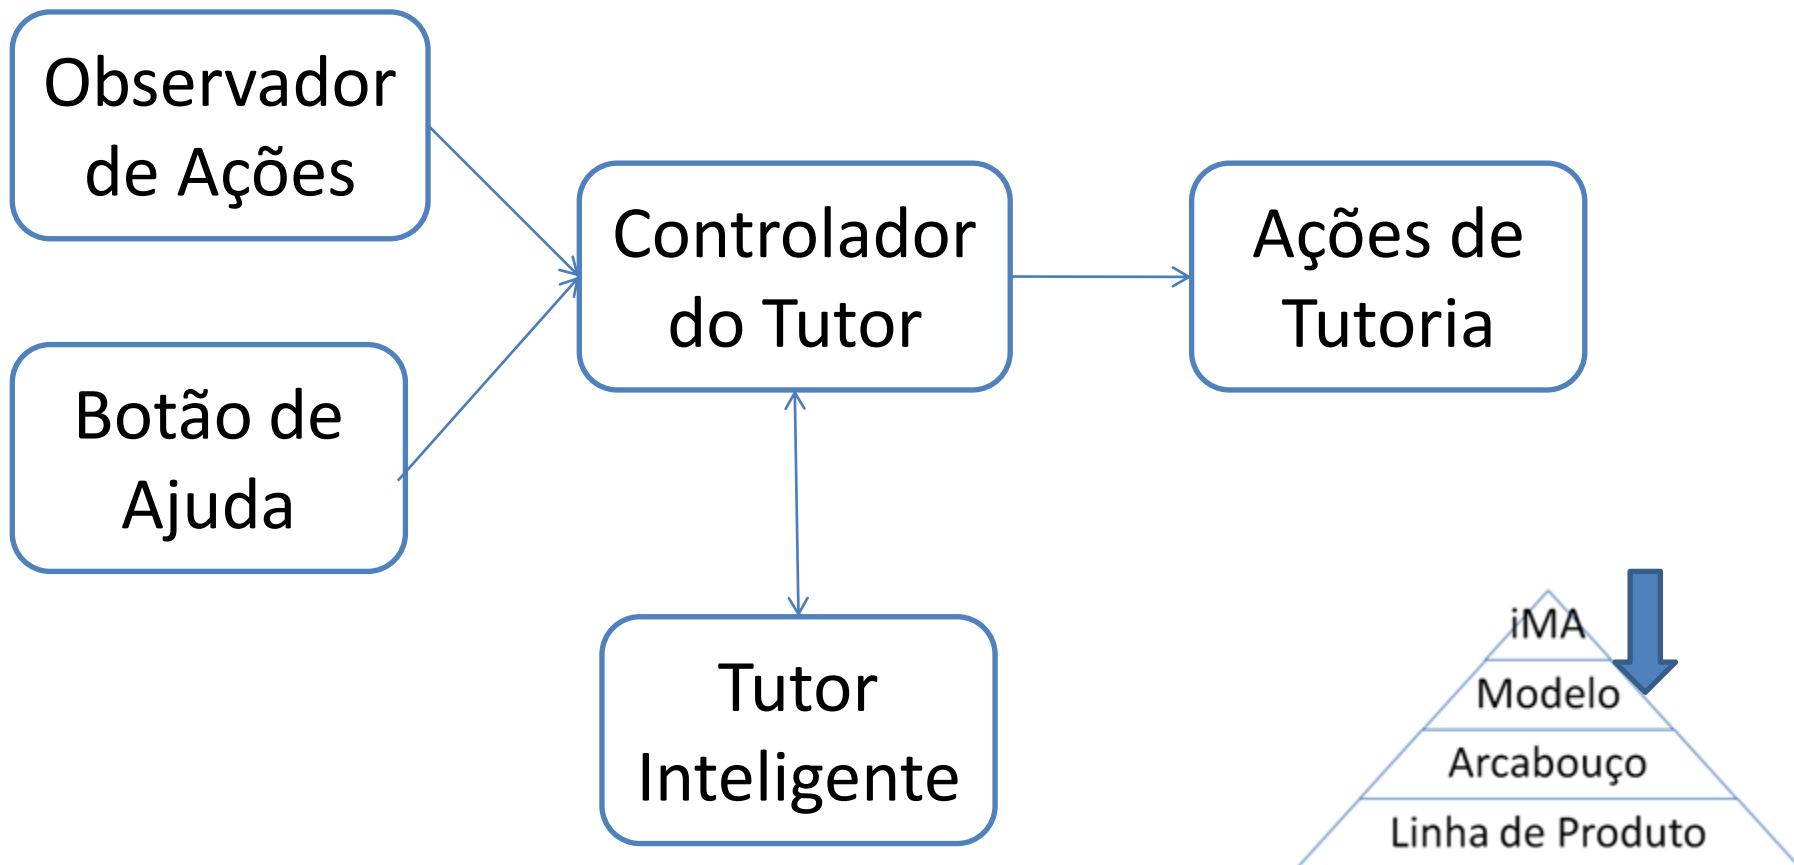 Observador
de Ações
Botão de
Ajuda
Controlador
do Tutor
Ações de
Tutoria
Tutor
Inteligente
iMA
Modelo
Arcabouço
Linha de Produto